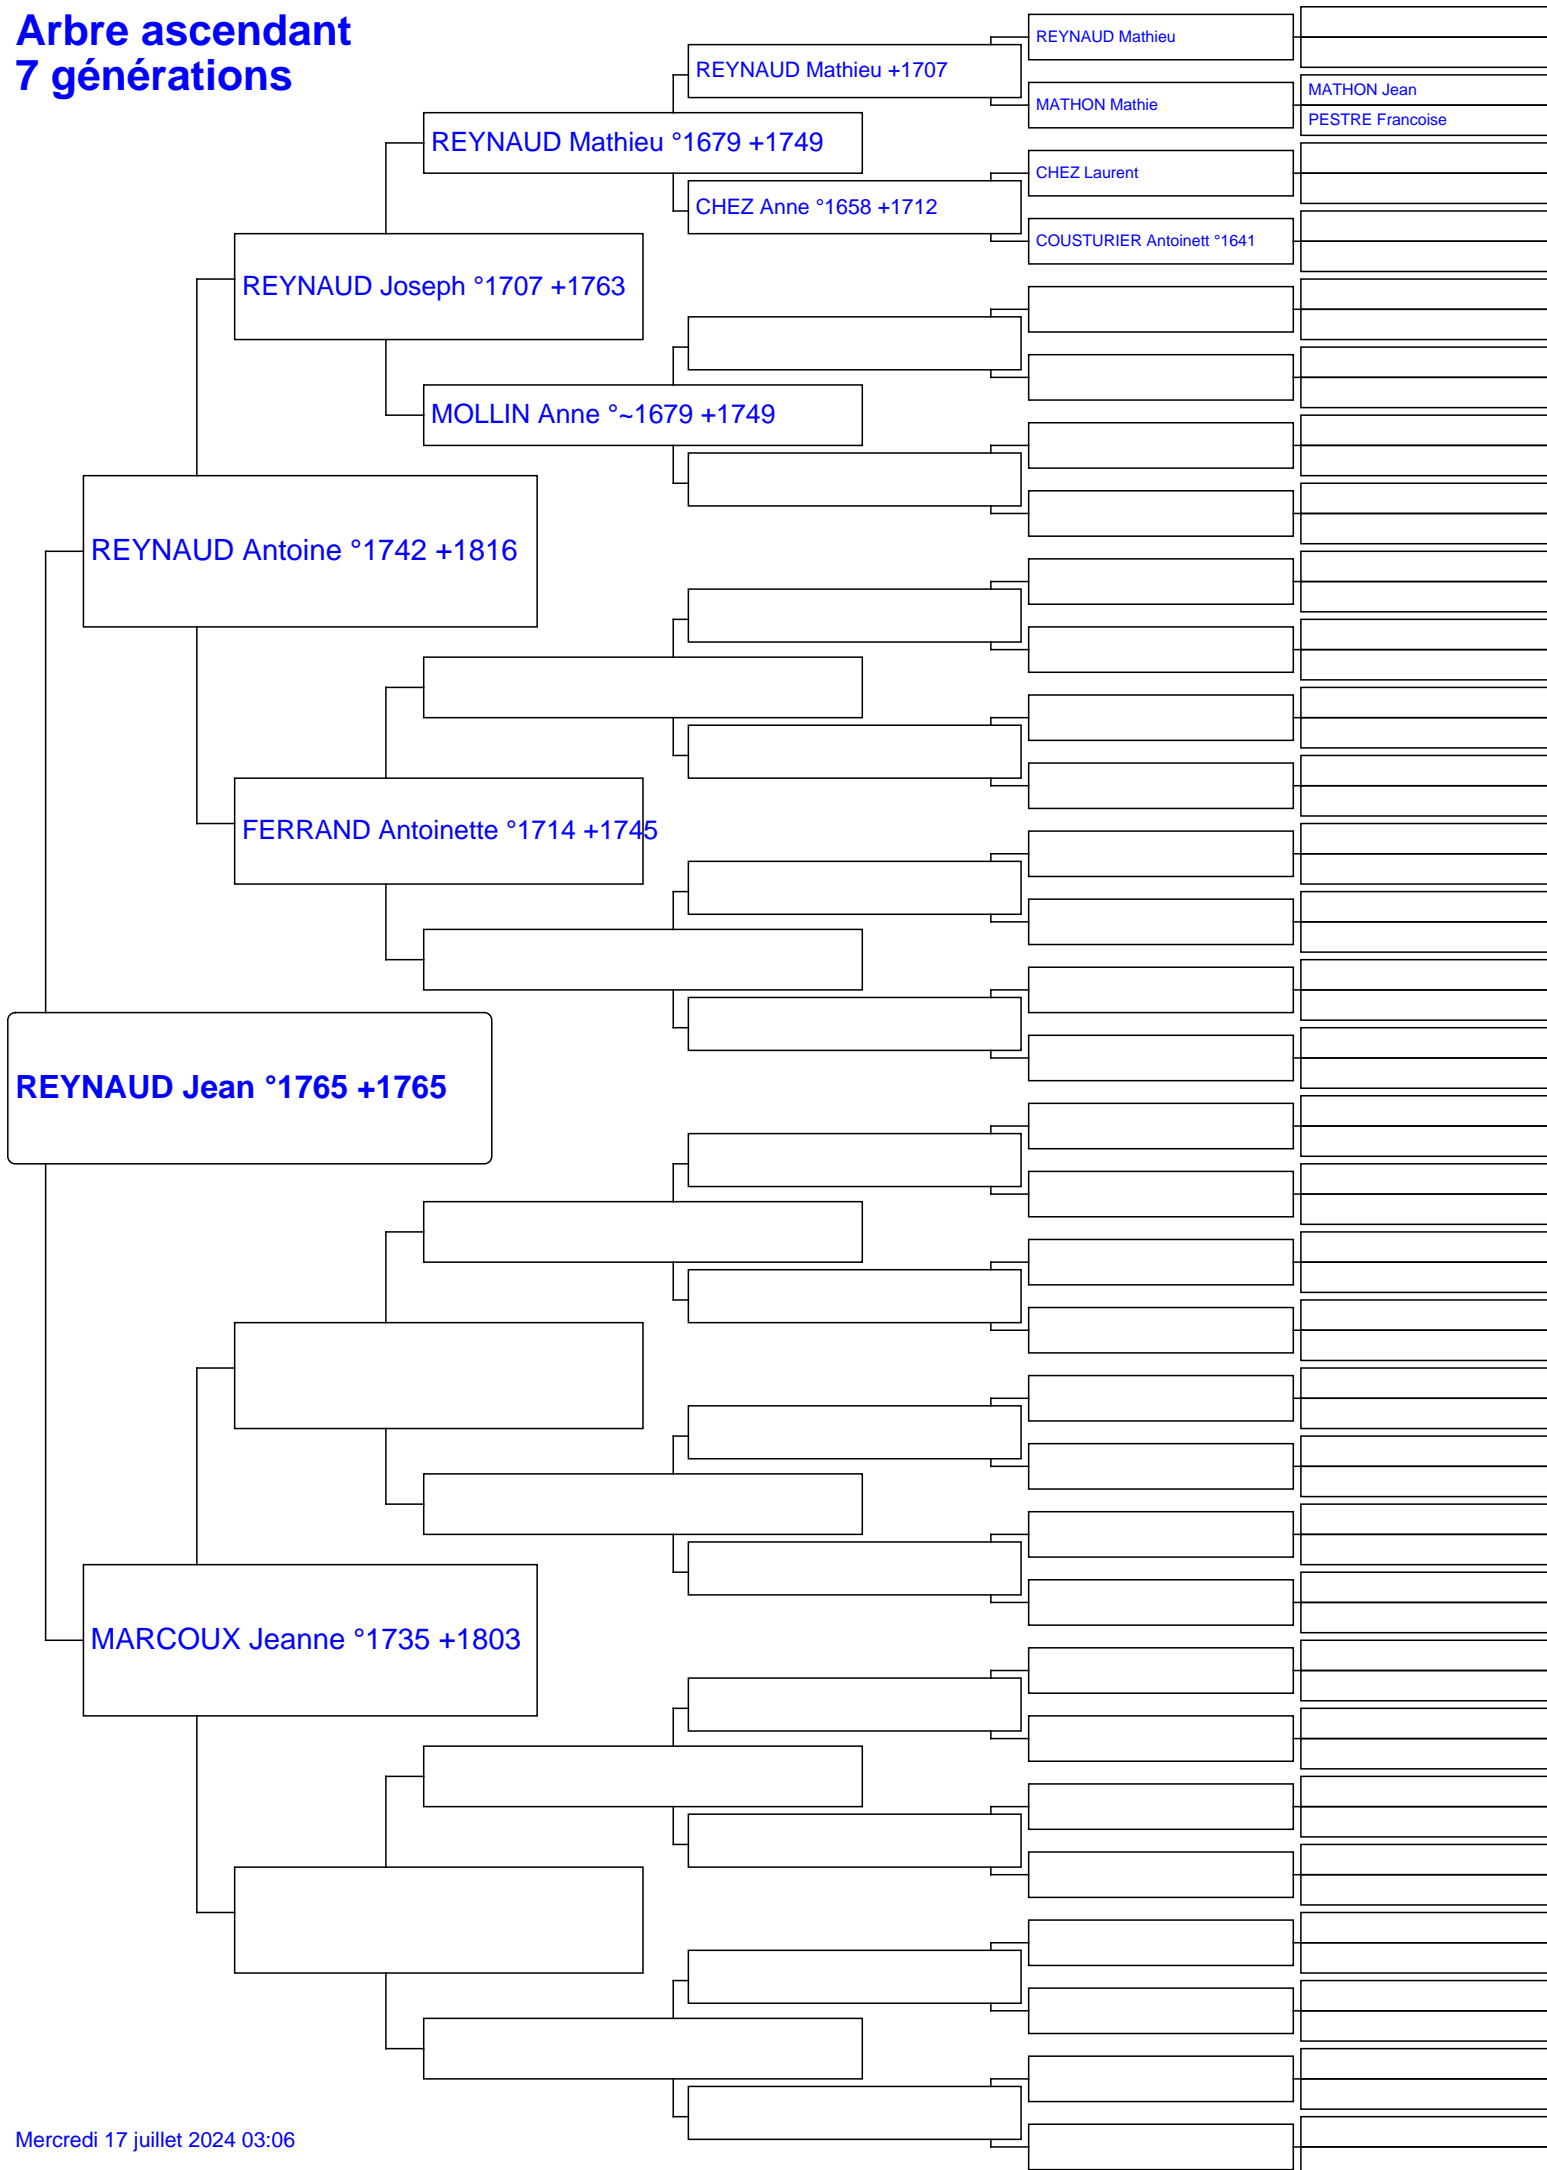 Arbre ascendant
7 générations
REYNAUD Mathieu
REYNAUD Mathieu +1707
MATHON Jean
MATHON Mathie
PESTRE Francoise
REYNAUD Mathieu °1679 +1749
CHEZ Laurent
CHEZ Anne °1658 +1712
COUSTURIER Antoinett °1641
REYNAUD Joseph °1707 +1763
MOLLIN Anne °~1679 +1749
REYNAUD Antoine °1742 +1816
FERRAND Antoinette °1714 +1745
REYNAUD Jean °1765 +1765
MARCOUX Jeanne °1735 +1803
Mercredi 17 juillet 2024 03:06